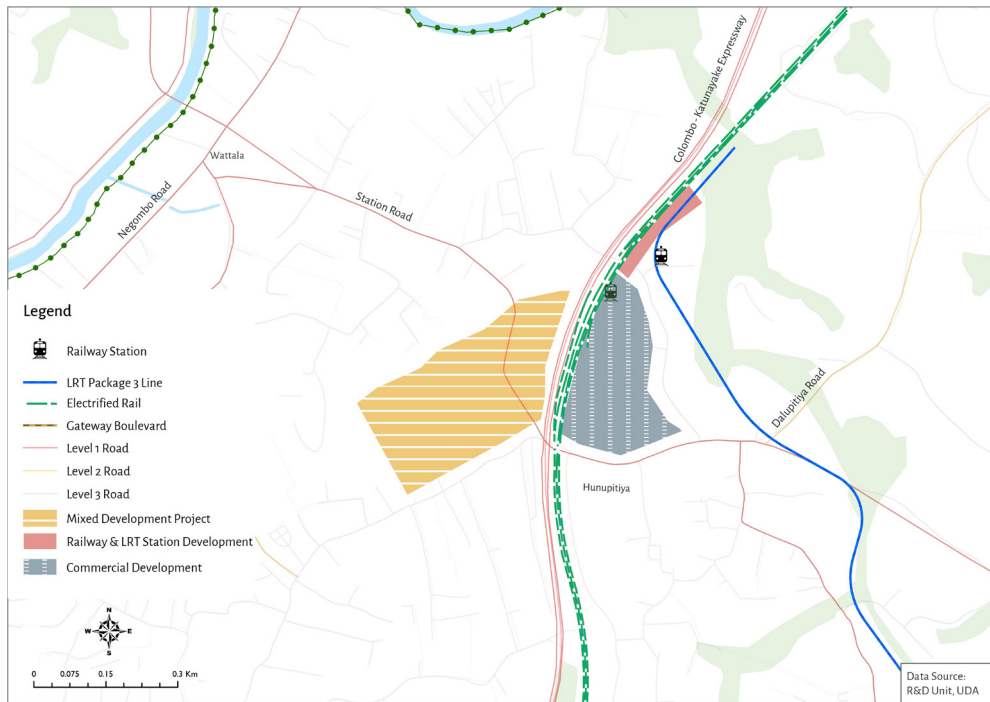 Colombo - Katunayake Expressway
Wattala
Negombo Road
Station Road
Dalupitiya Road
Hunupitiya
Legend
Railway Station
LRT Package 3 Line
Electrified Rail
Gateway Boulevard
Level 1 Road
Level 2 Road
Level 3 Road
Mixed Development Project
Railway & LRT Station Development
Commercial Development
N
W E
S
0 0.075 0.15 0.3 Km
Data Source:
R&D Unit, UDA